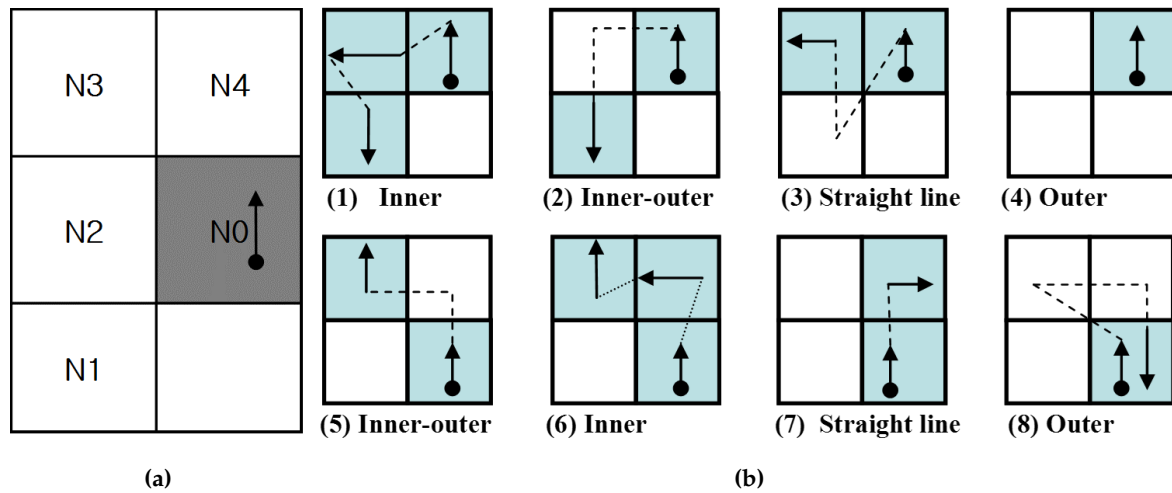 N3 N4
N2 N0
N1
(1) Inner (2) Inner-outer (3) Straight line (4) Outer
(5) Inner-outer (6) Inner (7) Straight line (8) Outer
(a) (b)